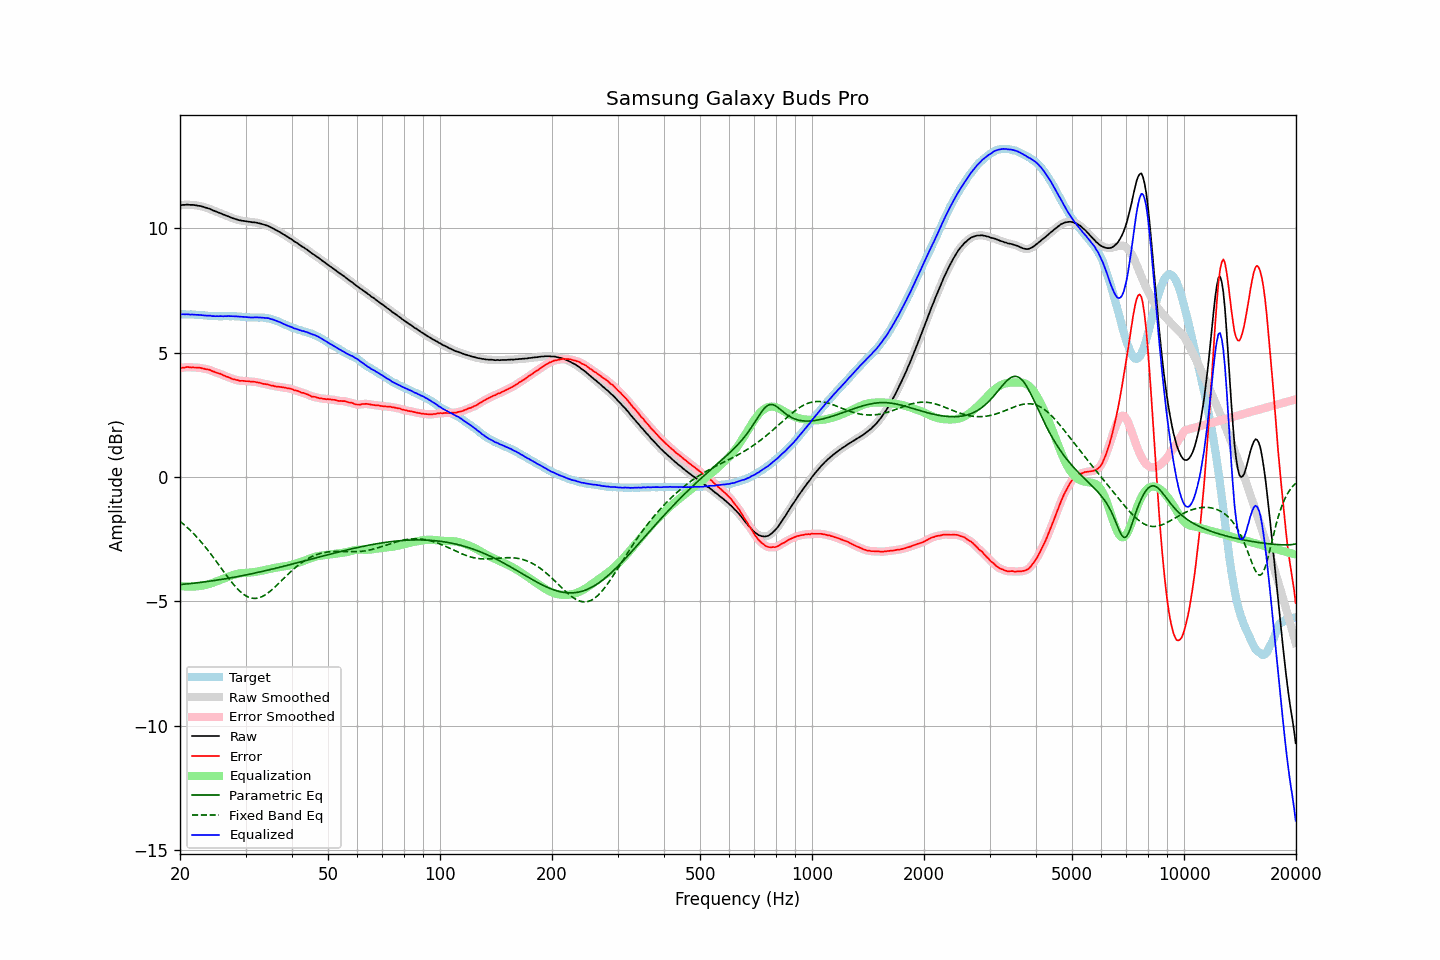 Samsung Galaxy Buds Pro
Amplitude (dBr)
10
5
0
−5
−10
−15
Target
Raw Smoothed
Error Smoothed
Raw
Error
Equalization
Parametric Eq
Fixed Band Eq
Equalized
20 50 100 200 500 1000 2000 5000 10000 20000
Frequency (Hz)